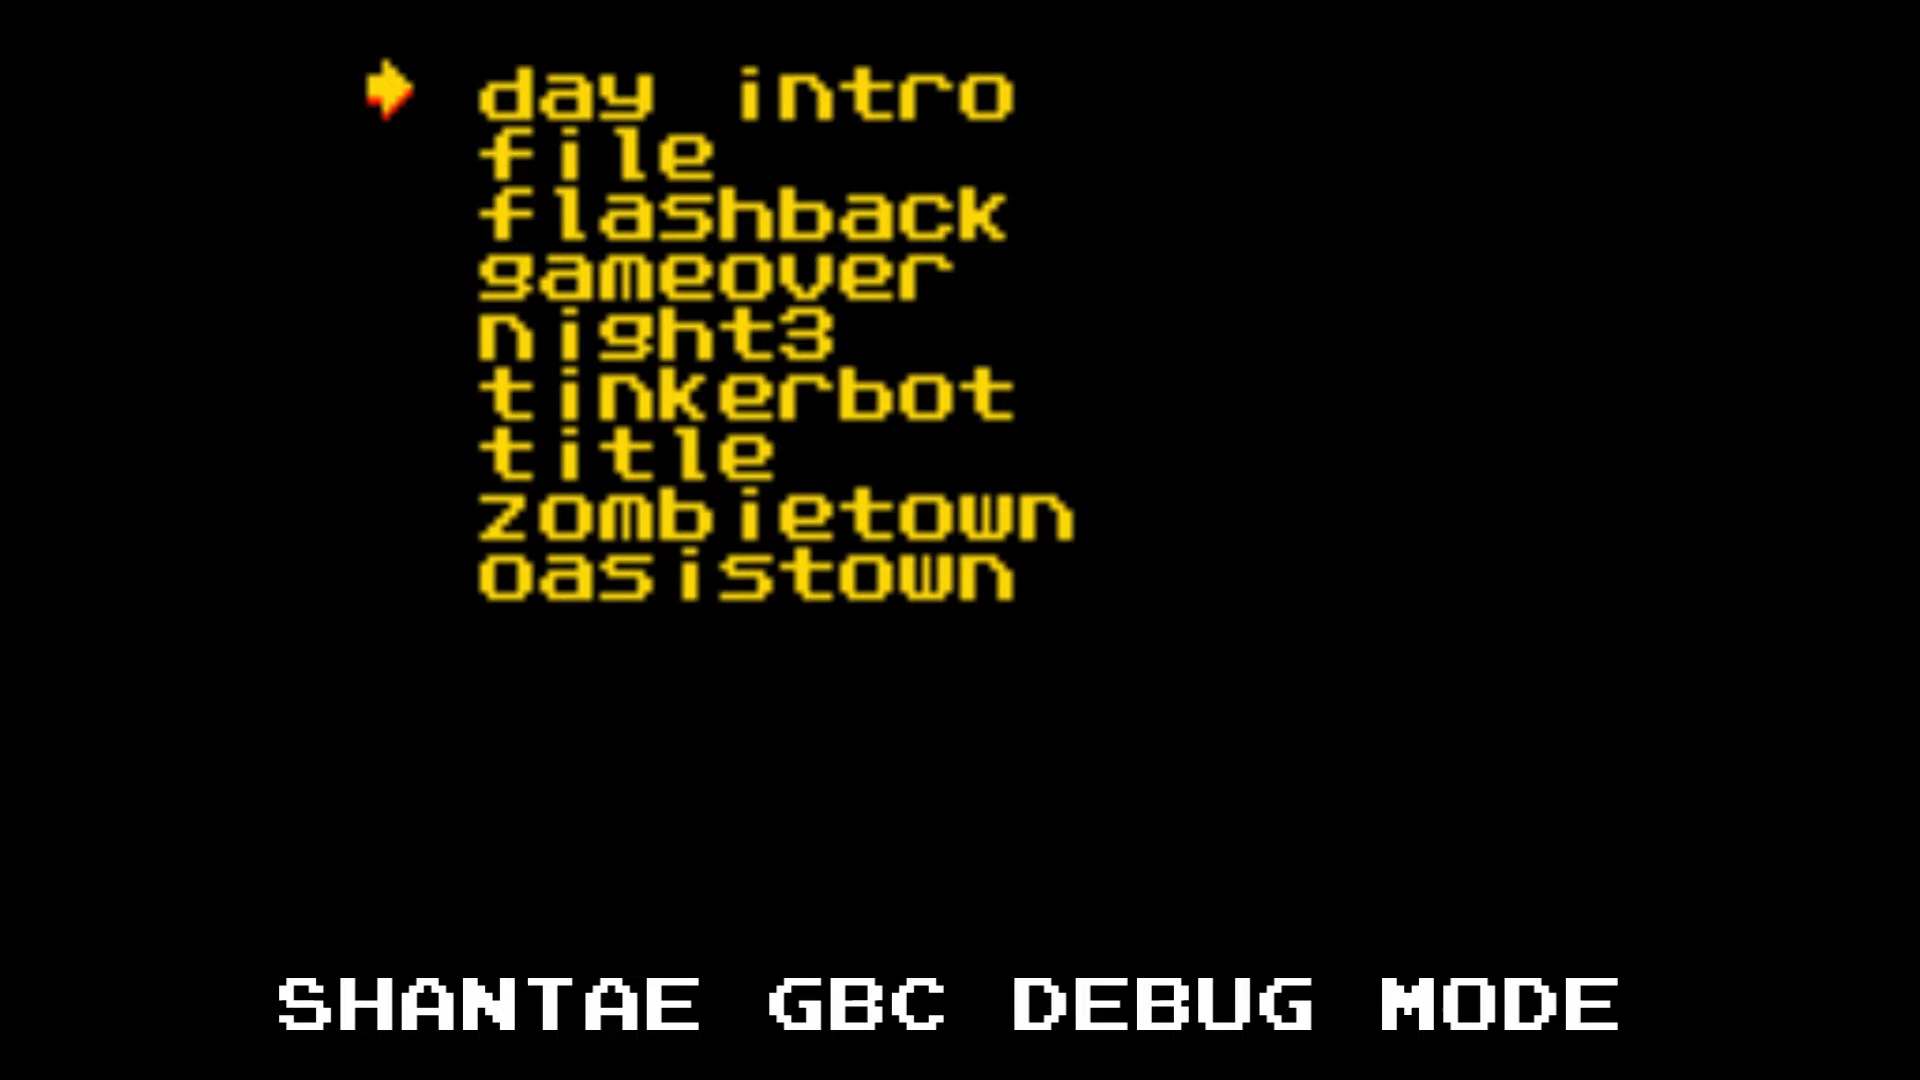 day intro
file
flashback
gameover
night3
tinkerbot
title
zombietown
oasistown
SHANTAE GBC DEBUG MODE